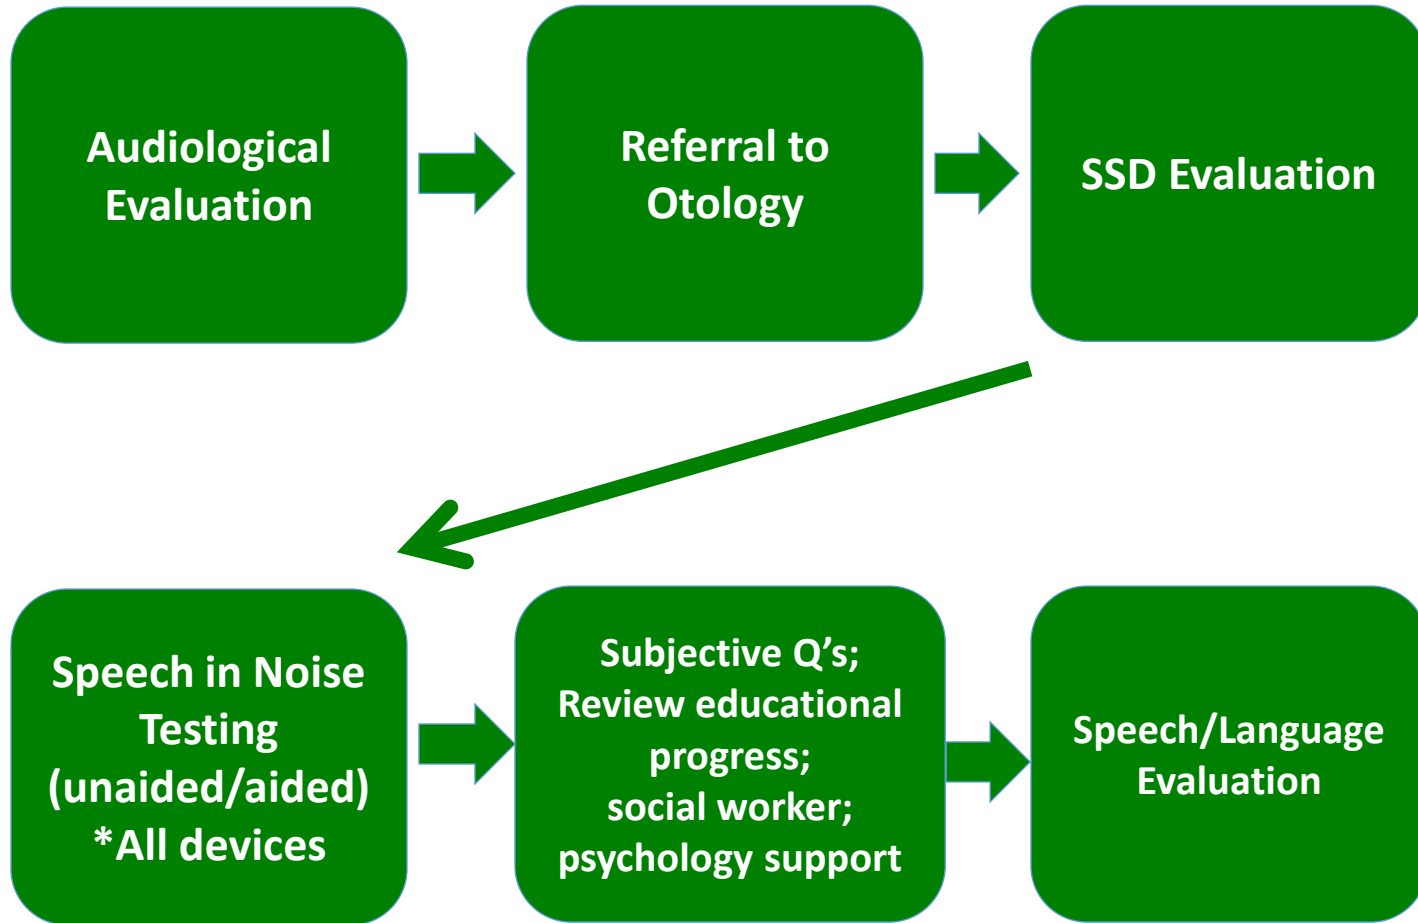 Audiological
Evaluation
Referral to
Otology
SSD Evaluation
Speech in Noise
Testing
(unaided/aided)
*All devices
Subjective Q’s;
Review educational
progress;
social worker;
psychology support
Speech/Language
Evaluation